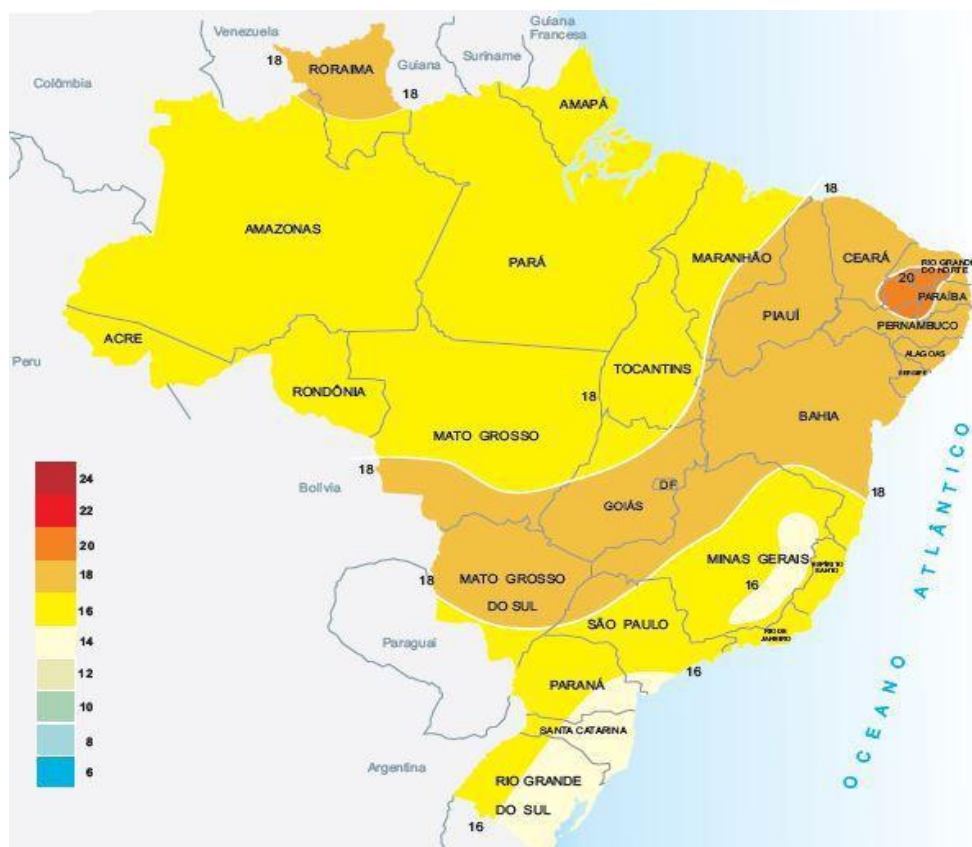 Guiana
Francesa
Venezuela
Suriname
18
RORAIMA
Guiana
Colômbia
18
AMAPÁ
18
AMAZONAS
MARANHÃO
CEARÁ
PARÁ
RIO GRANDE
DO NORTE
20
PARAÍBA
PIAUÍ
PERNAMBUCO
ACRE
ALAGOAS
Peru
TOCANTINS
SERGIPE
RONDÔNIA
18
BAHIA
MATO GROSSO
18
Bolívia
DF
GOIÁS
18
24
22
20
18
16
14
12
10
8
6
MINAS GERAIS
ESPÍRITO
SANTO
18
MATO GROSSO
DO SUL
16
SÃO PAULO
RIO DE
JANEIRO
Paraguai
16
PARANÁ
SANTA CATARINA
Argentina
RIO GRANDE
DO SUL
16
OCEANO ATLÂNTICO